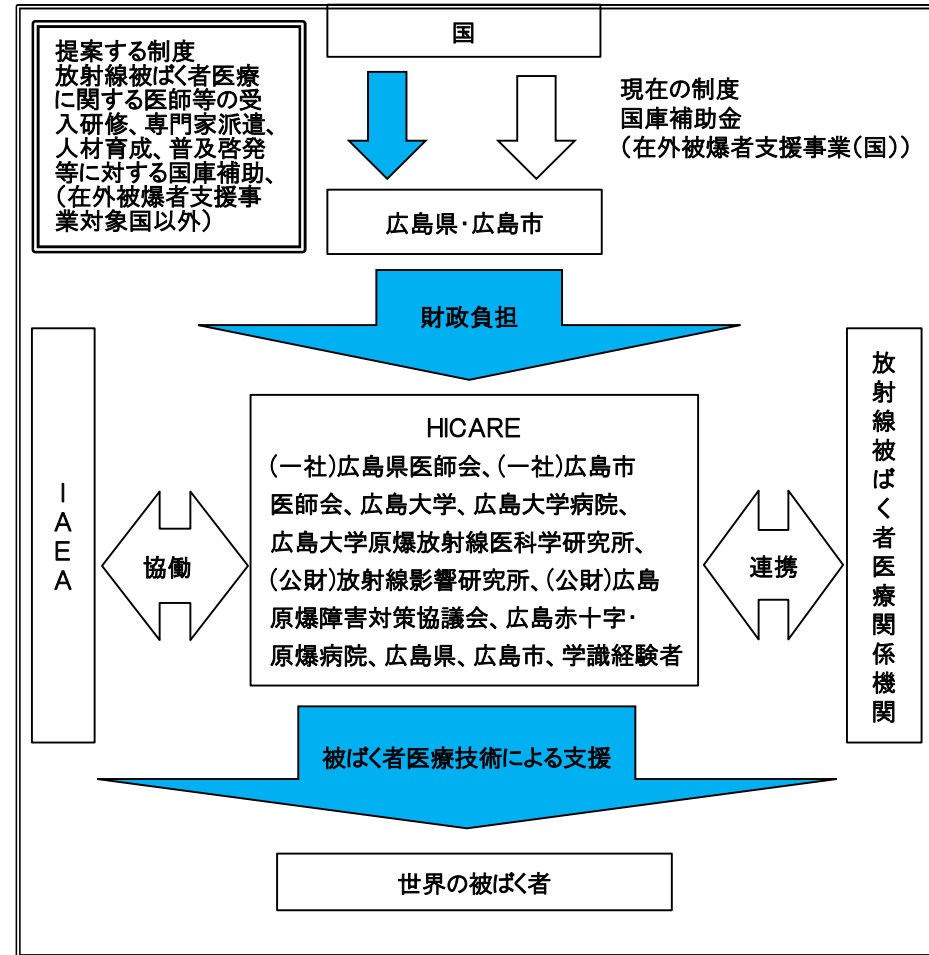 国
提案する制度
放射線被ばく者医療
に関する医師等の受
入研修、専門家派遣、
人材育成、普及啓発
等に対する国庫補助、
(在外被爆者支援事
業対象国以外)
現在の制度
国庫補助金
(在外被爆者支援事業(国))
広島県・広島市
財政負担
IAEA
協働
HICARE
(一社)広島県医師会、(一社)広島市
医師会、広島大学、広島大学病院、
広島大学原爆放射線医科学研究所、
(公財)放射線影響研究所、(公財)広島
原爆障害対策協議会、広島赤十字・
原爆病院、広島県、広島市、学識経験者
連携
放射線被ばく者医療関係機関
被ばく者医療技術による支援
世界の被ばく者